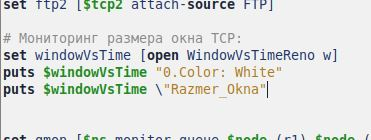 set ftp2 [$tcp2 attach-source FTP]
# Мониторинг размера окна TCP:
set windowVsTime [open WindowVsTimeReno w]
puts $windowVsTime "0.Color: White"
puts $windowVsTime \"Razmer_Okna"
set qmon [$ns monitor-queue $node_(r1) $node_(